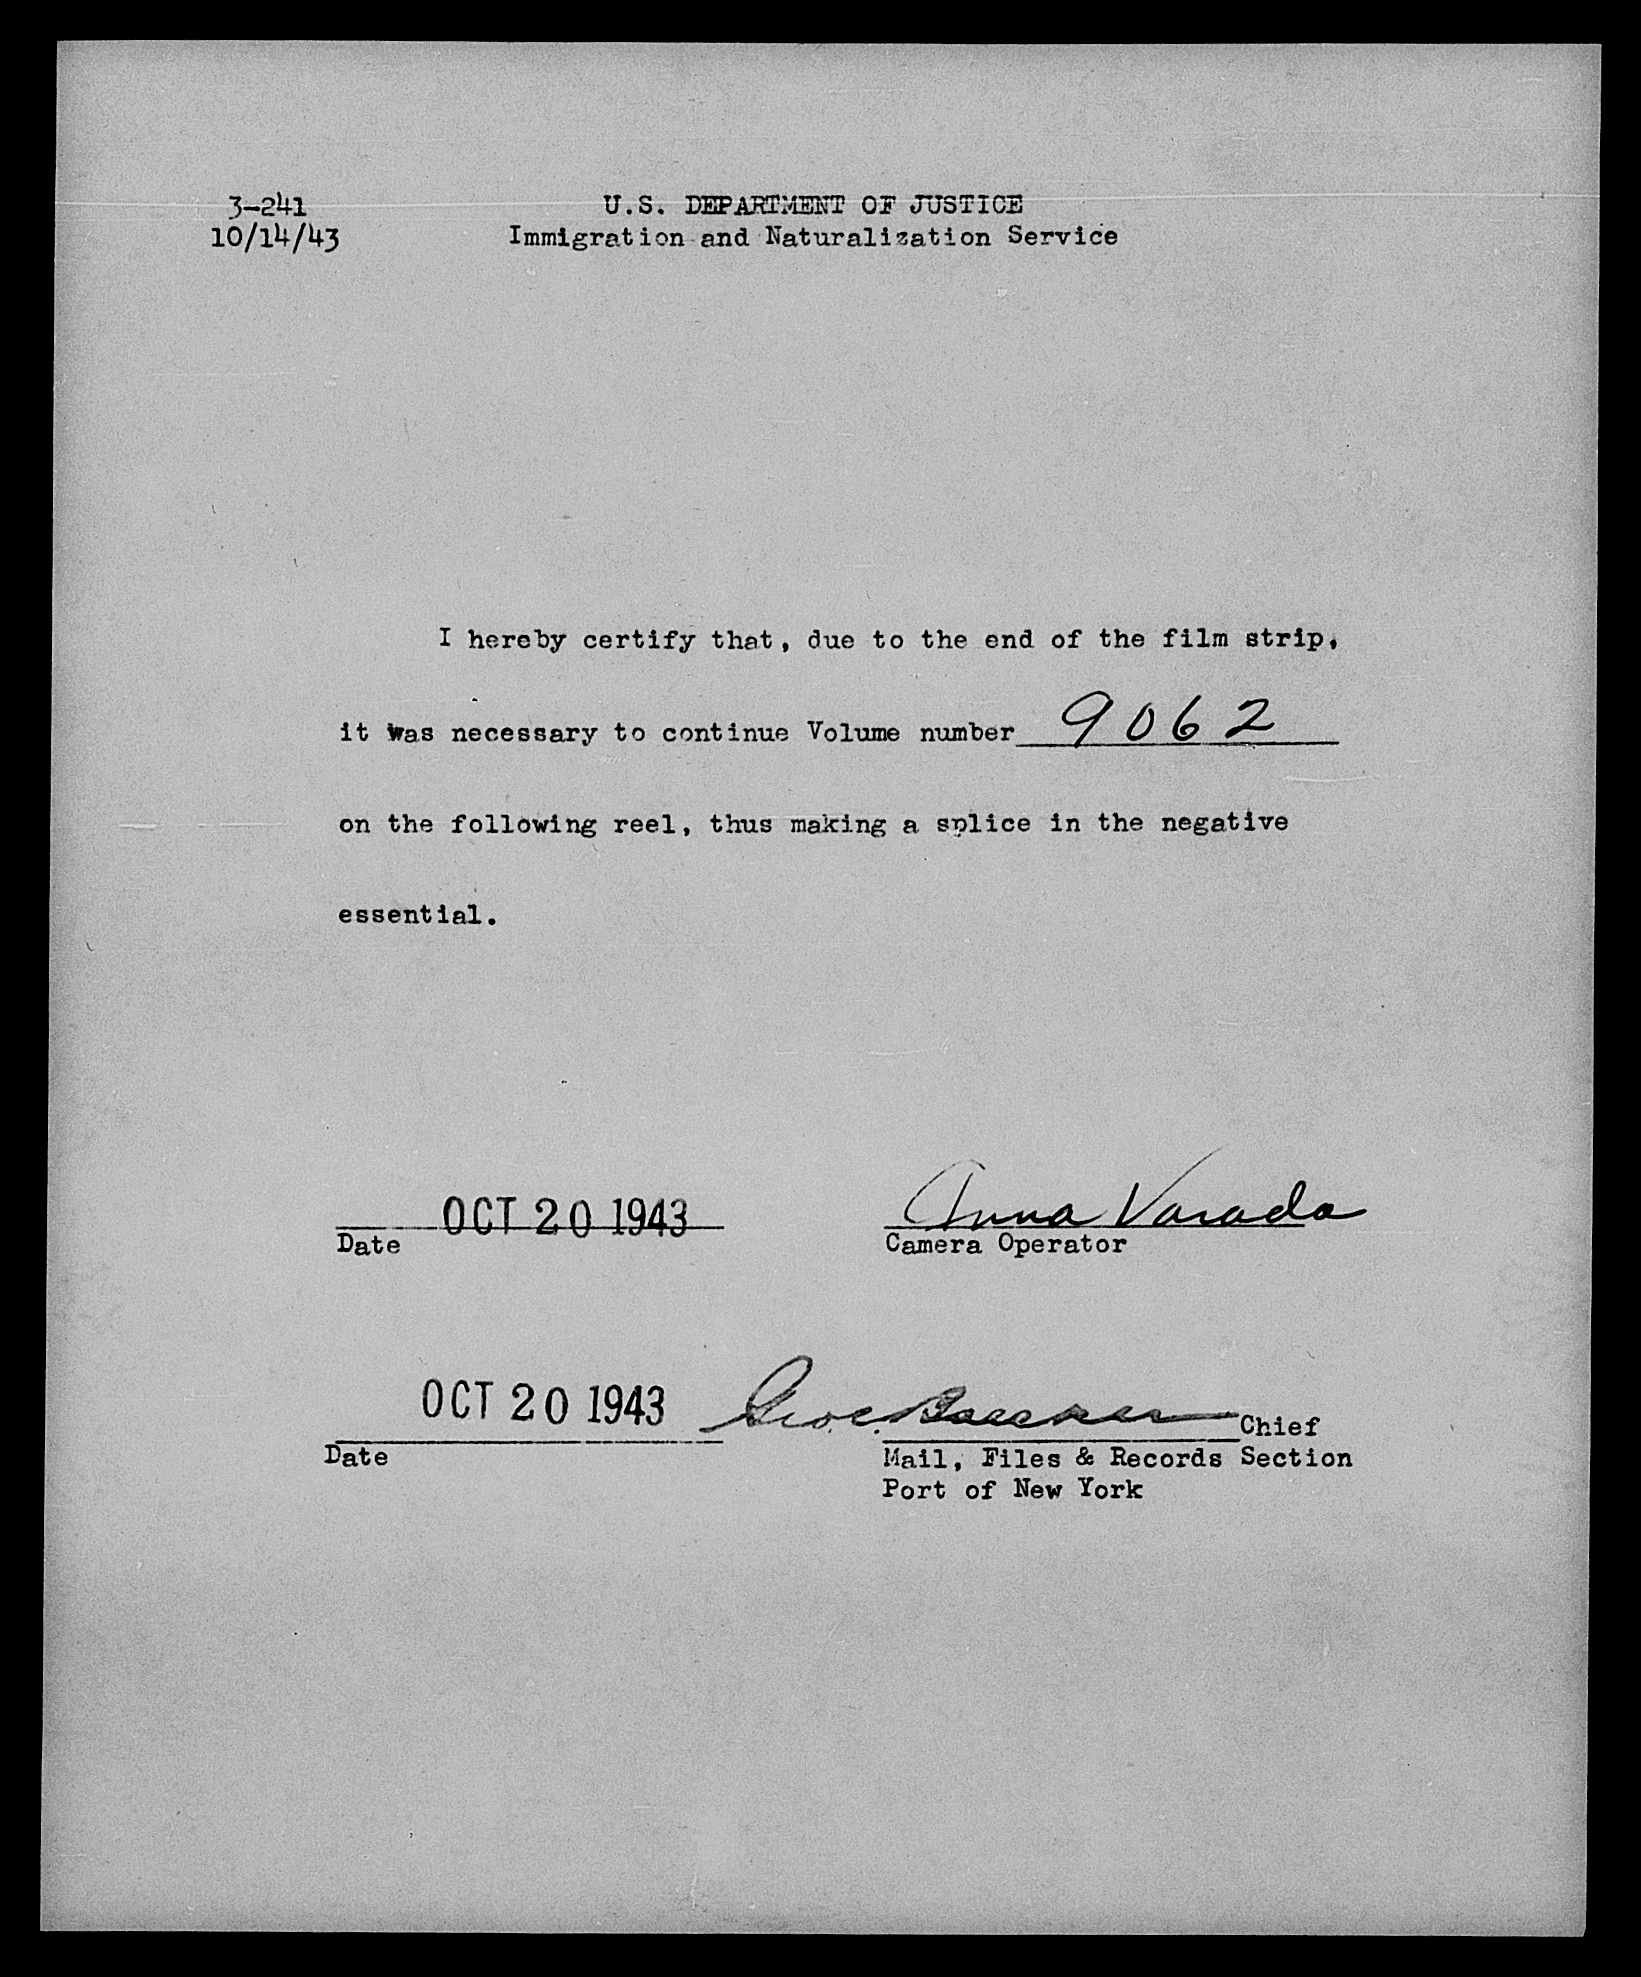 3-241
10/14/43
U.S. DEPARTMENT OF JUSTICE
Immigration and Naturalization Service
I hereby certify that, due to the end of the film strip,
it was necessary to continue Volume number 9062
on the following reel, thus making a splice in the negative
essential.
OCT 20 1943
Date
Anna Varada
Camera Operator
OCT 20 1943
Date
Chief
Mail, Files & Records Section
Port of New York